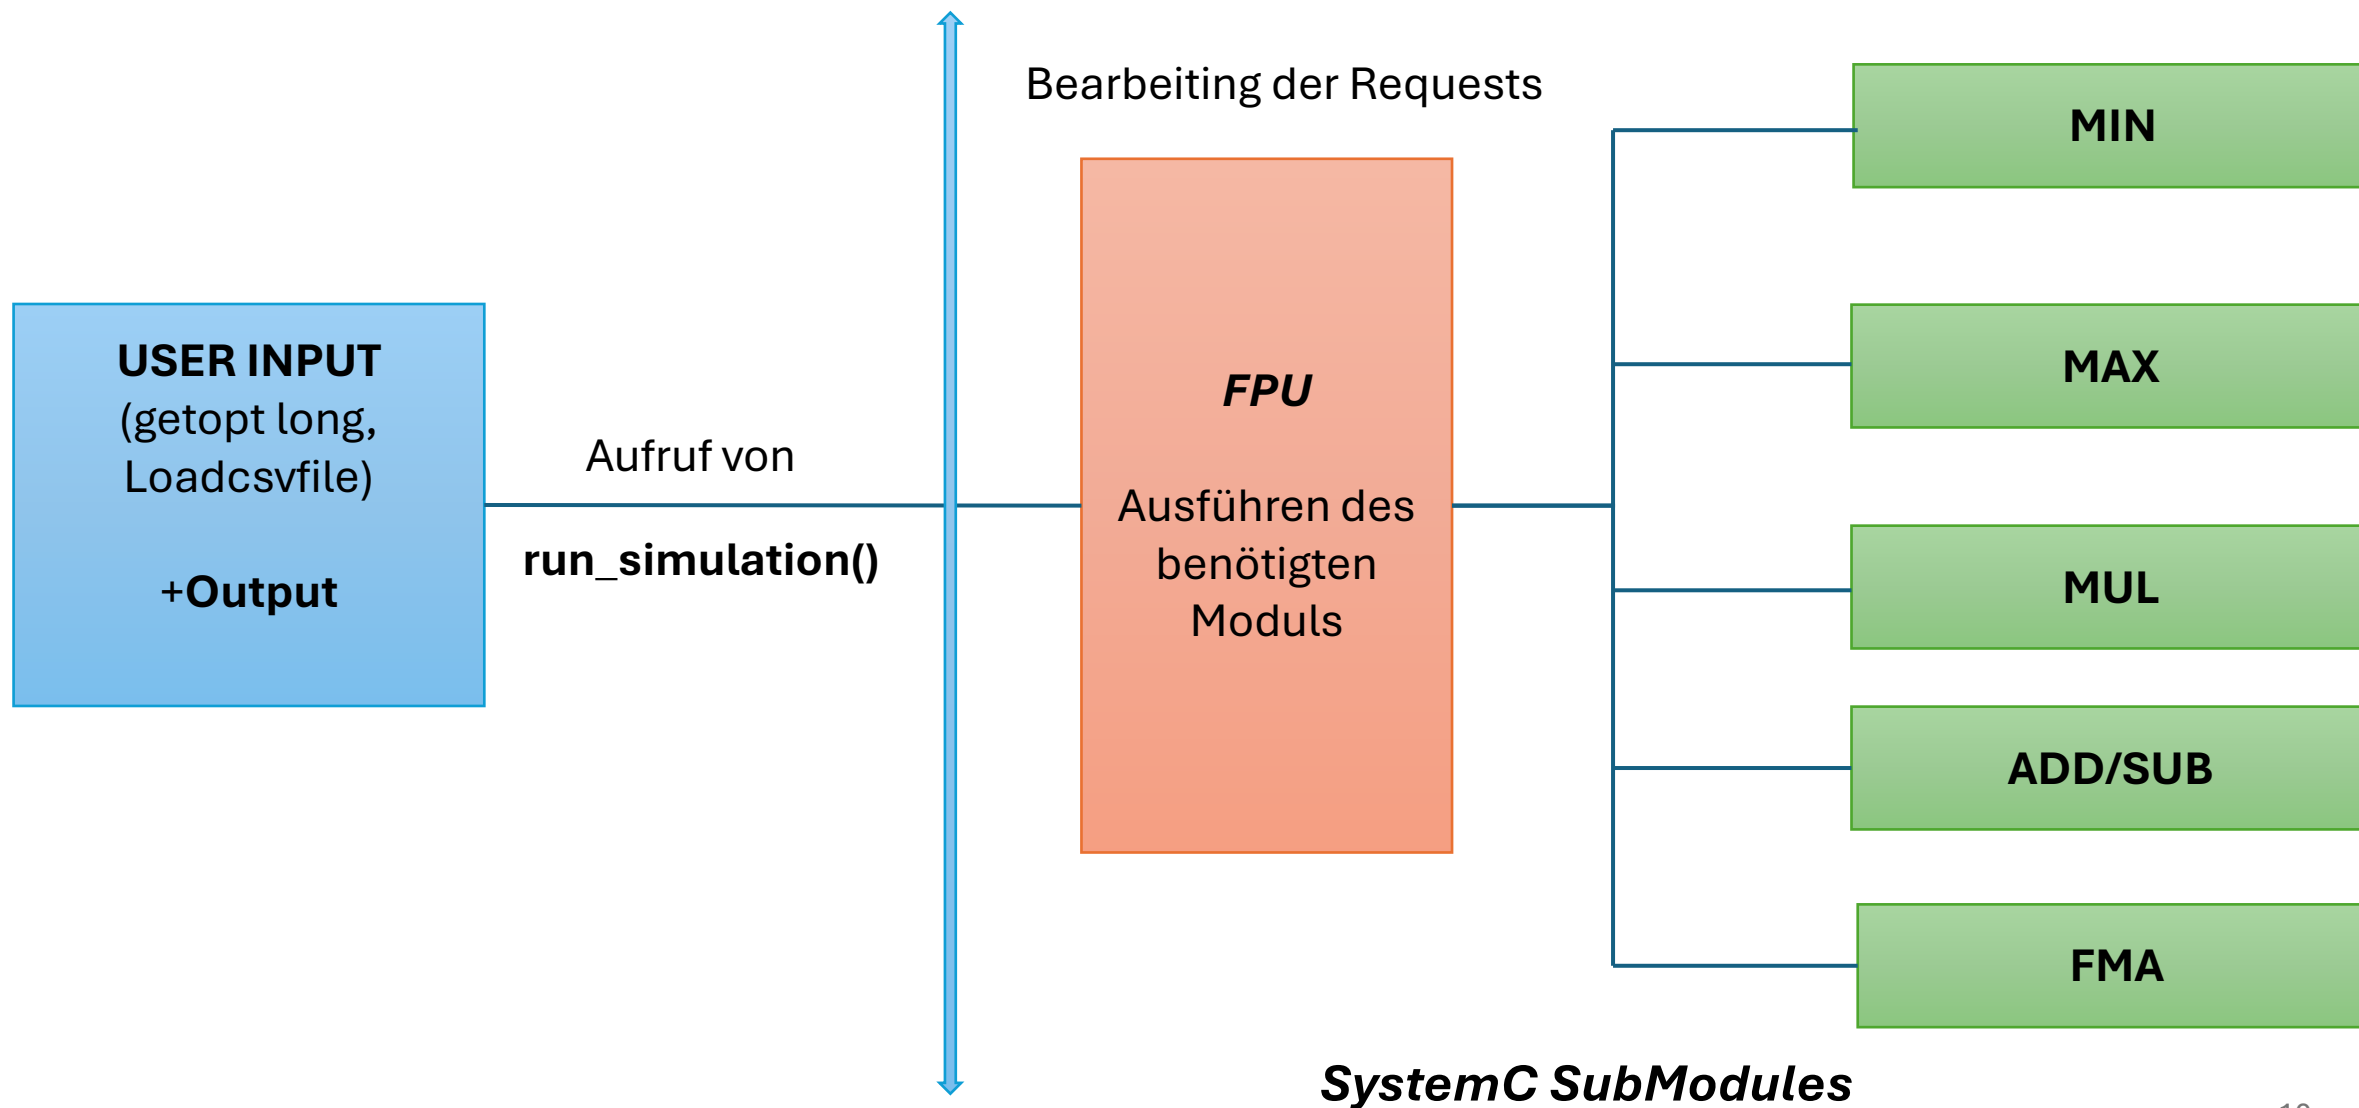 Bearbeiting der Requests
USER INPUT
(getopt long,
Loadcsvfile)
+Output
Aufruf von
run_simulation()
FPU
Ausführen des
benötigten
Moduls
MIN
MAX
MUL
ADD/SUB
FMA
SystemC SubModules